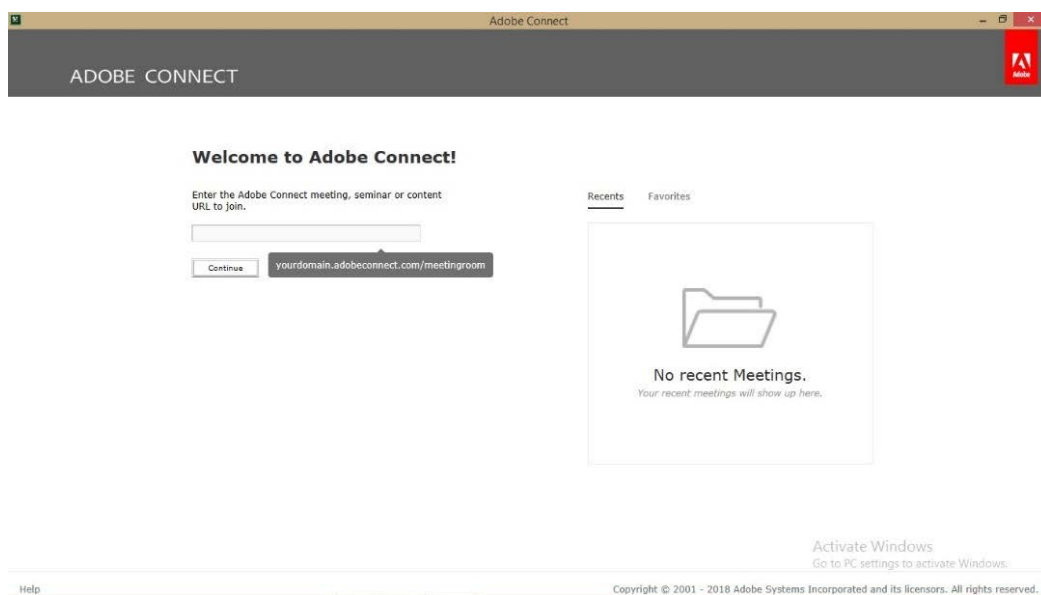 Adobe Connect
ADOBE CONNECT
Adobe
Welcome to Adobe Connect!
Enter the Adobe Connect meeting, seminar or content
URL to join.
Continue
yourdomain.adobeconnect.com/meetingroom
Recents Favorites
No recent Meetings.
Your recent meetings will show up here.
Activate Windows
Go to PC settings to activate Windows.
Help
Copyright © 2001 - 2018 Adobe Systems Incorporated and its licensors. All rights reserved.